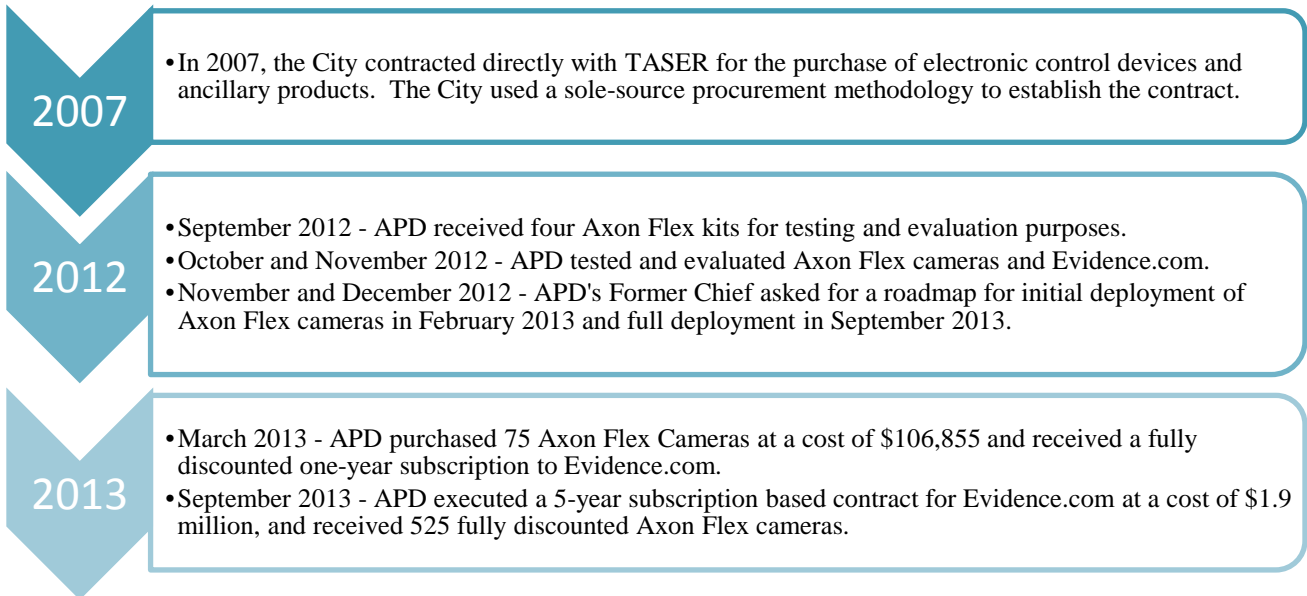 2007
•In 2007, the City contracted directly with TASER for the purchase of electronic control devices and
ancillary products.  The City used a sole-source procurement methodology to establish the contract.
2012
•September 2012 - APD received four Axon Flex kits for testing and evaluation purposes.
•October and November 2012 - APD tested and evaluated Axon Flex cameras and Evidence.com.
•November and December 2012 - APD's Former Chief asked for a roadmap for initial deployment of
Axon Flex cameras in February 2013 and full deployment in September 2013.
2013
•March 2013 - APD purchased 75 Axon Flex Cameras at a cost of $106,855 and received a fully
discounted one-year subscription to Evidence.com.
•September 2013 - APD executed a 5-year subscription based contract for Evidence.com at a cost of $1.9
million, and received 525 fully discounted Axon Flex cameras.